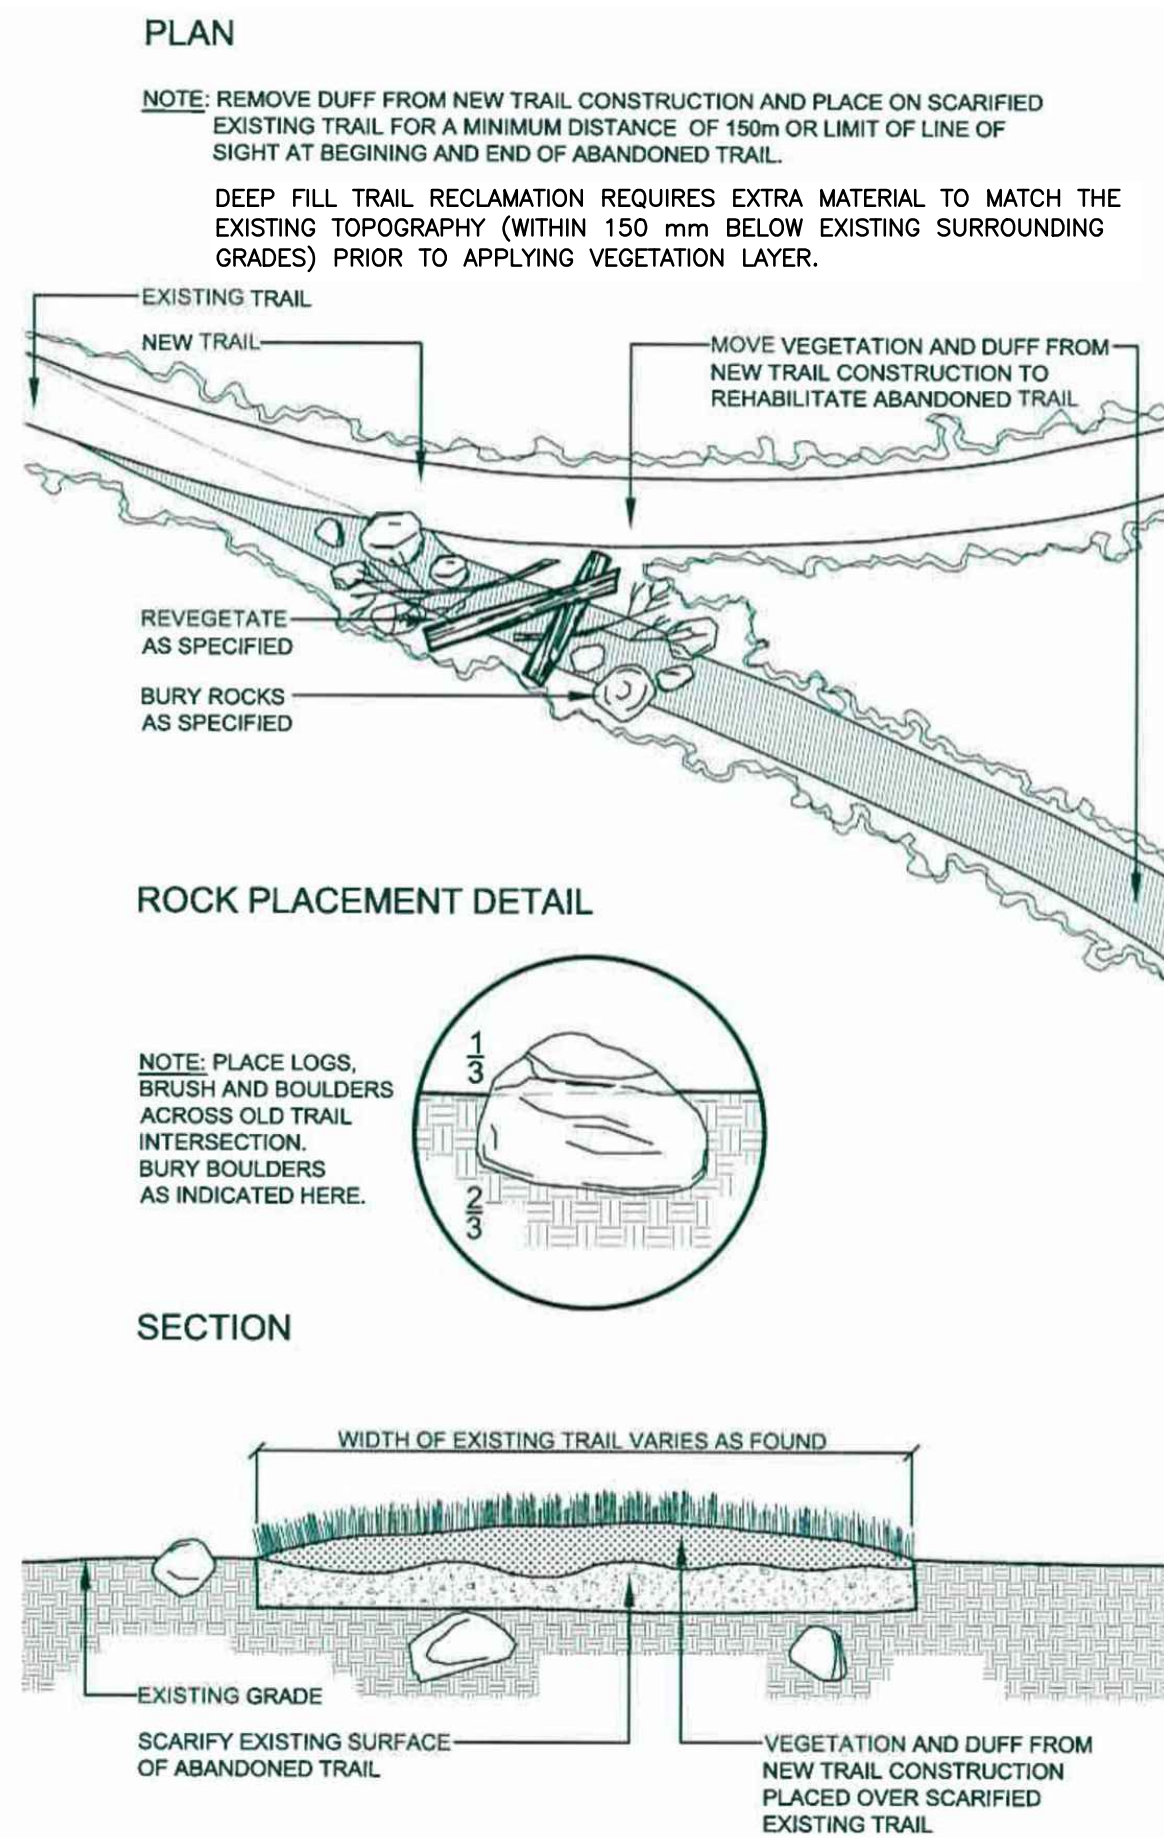 PLAN
NOTE: REMOVE DUFF FROM NEW TRAIL CONSTRUCTION AND PLACE ON SCARIFIED
EXISTING TRAIL FOR A MINIMUM DISTANCE OF 150m OR LIMIT OF LINE OF
SIGHT AT BEGINING AND END OF ABANDONED TRAIL.
DEEP FILL TRAIL RECLAMATION REQUIRES EXTRA MATERIAL TO MATCH THE
EXISTING TOPOGRAPHY (WITHIN 150 mm BELOW EXISTING SURROUNDING
GRADES) PRIOR TO APPLYING VEGETATION LAYER.
EXISTING TRAIL
NEW TRAIL
MOVE VEGETATION AND DUFF FROM
NEW TRAIL CONSTRUCTION TO
REHABILITATE ABANDONED TRAIL
REVEGETATE
AS SPECIFIED
BURY ROCKS
AS SPECIFIED
ROCK PLACEMENT DETAIL
NOTE: PLACE LOGS,
BRUSH AND BOULDERS
ACROSS OLD TRAIL
INTERSECTION.
BURY BOULDERS
AS INDICATED HERE.
1
3
2
3
SECTION
WIDTH OF EXISTING TRAIL VARIES AS FOUND
EXISTING GRADE
SCARIFY EXISTING SURFACE
OF ABANDONED TRAIL
VEGETATION AND DUFF FROM
NEW TRAIL CONSTRUCTION
PLACED OVER SCARIFIED
EXISTING TRAIL